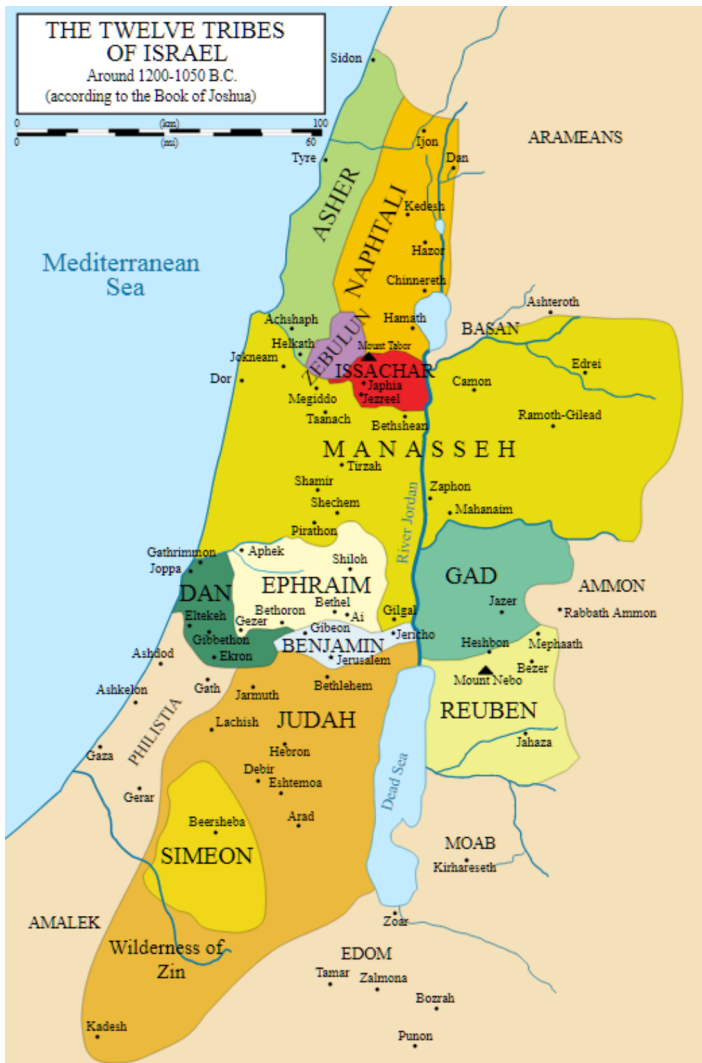 THE TWELVE TRIBES
OF ISRAEL
Around 1200-1050 B.C.
(according to the Book of Joshua)
0 (km) 100
0 (mi) 60
Sidon
Ijon
ARAMEANS
Tyre
Dan
ASHER
NAPHTALI
Kedesh
Hazor
Mediterranean
Sea
Chinnereth
Ashteroth
Achshaph
Hamath
BASAN
ZEBULUN
Helkath
Mount Tabor
Jokneam
ISSACHAR
Edrei
Dor
Japhia
Camon
Megiddo
Jezreel
Taanach
Bethshean
Ramoth-Gilead
MANASSEH
Tirzah
Shamir
Zaphon
Shechem
Mahanaim
River Jordan
Pirathon
Gathrimmon
Aphek
Joppa
Shiloh
GAD
DAN
EPHRAIM
AMMON
Bethel
Jazer
Eltekeh
Bethoron
Ai
Gilgal
Rabbath Ammon
Gezer
Gibbethon
Gibeon
Jericho
Mephaath
BENJAMIN
Heshbon
Ashdod
Ekron
Jerusalem
Bezer
Mount Nebo
Gath
Bethlehem
Ashkelon
Jarmuth
REUBEN
PHILISTIA
JUDAH
Lachish
Jahaza
Gaza
Hebron
Debir
Dead Sea
Eshtemoa
Gerar
Arad
Beersheba
MOAB
SIMEON
Kirhareseth
AMALEK
Zoar
Wilderness of
Zin
EDOM
Tamar
Zalmona
Bozrah
Kadesh
Punon